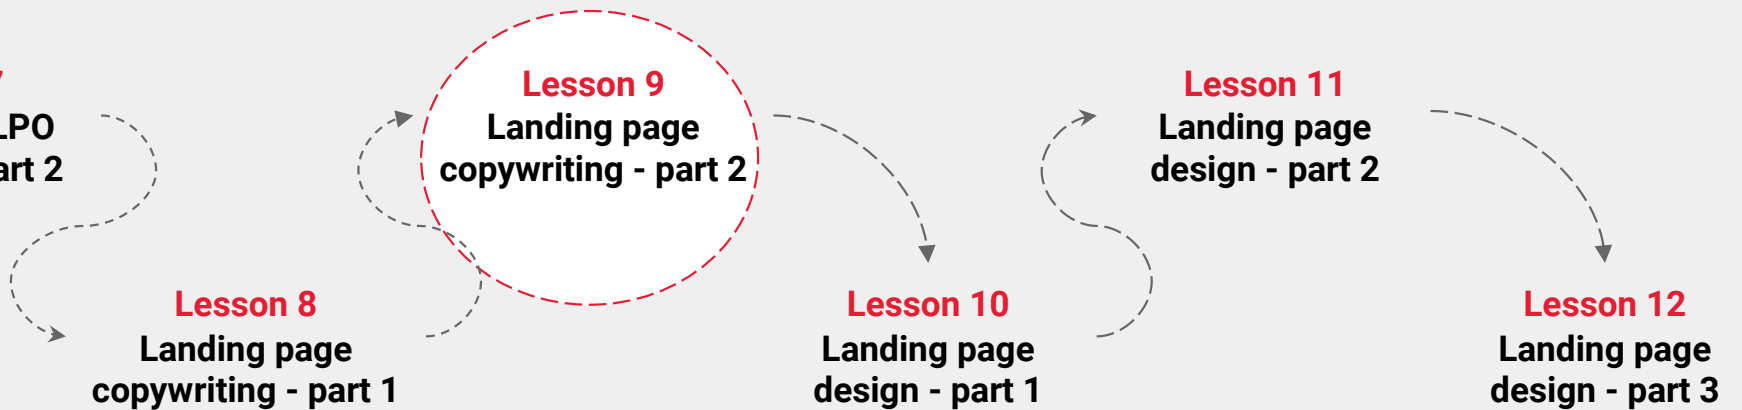 LPO
part 2
Lesson 8
Landing page
copywriting - part 1
Lesson 9
Landing page
copywriting - part 2
Lesson 10
Landing page
design - part 1
Lesson 11
Landing page
design - part 2
Lesson 12
Landing page
design - part 3